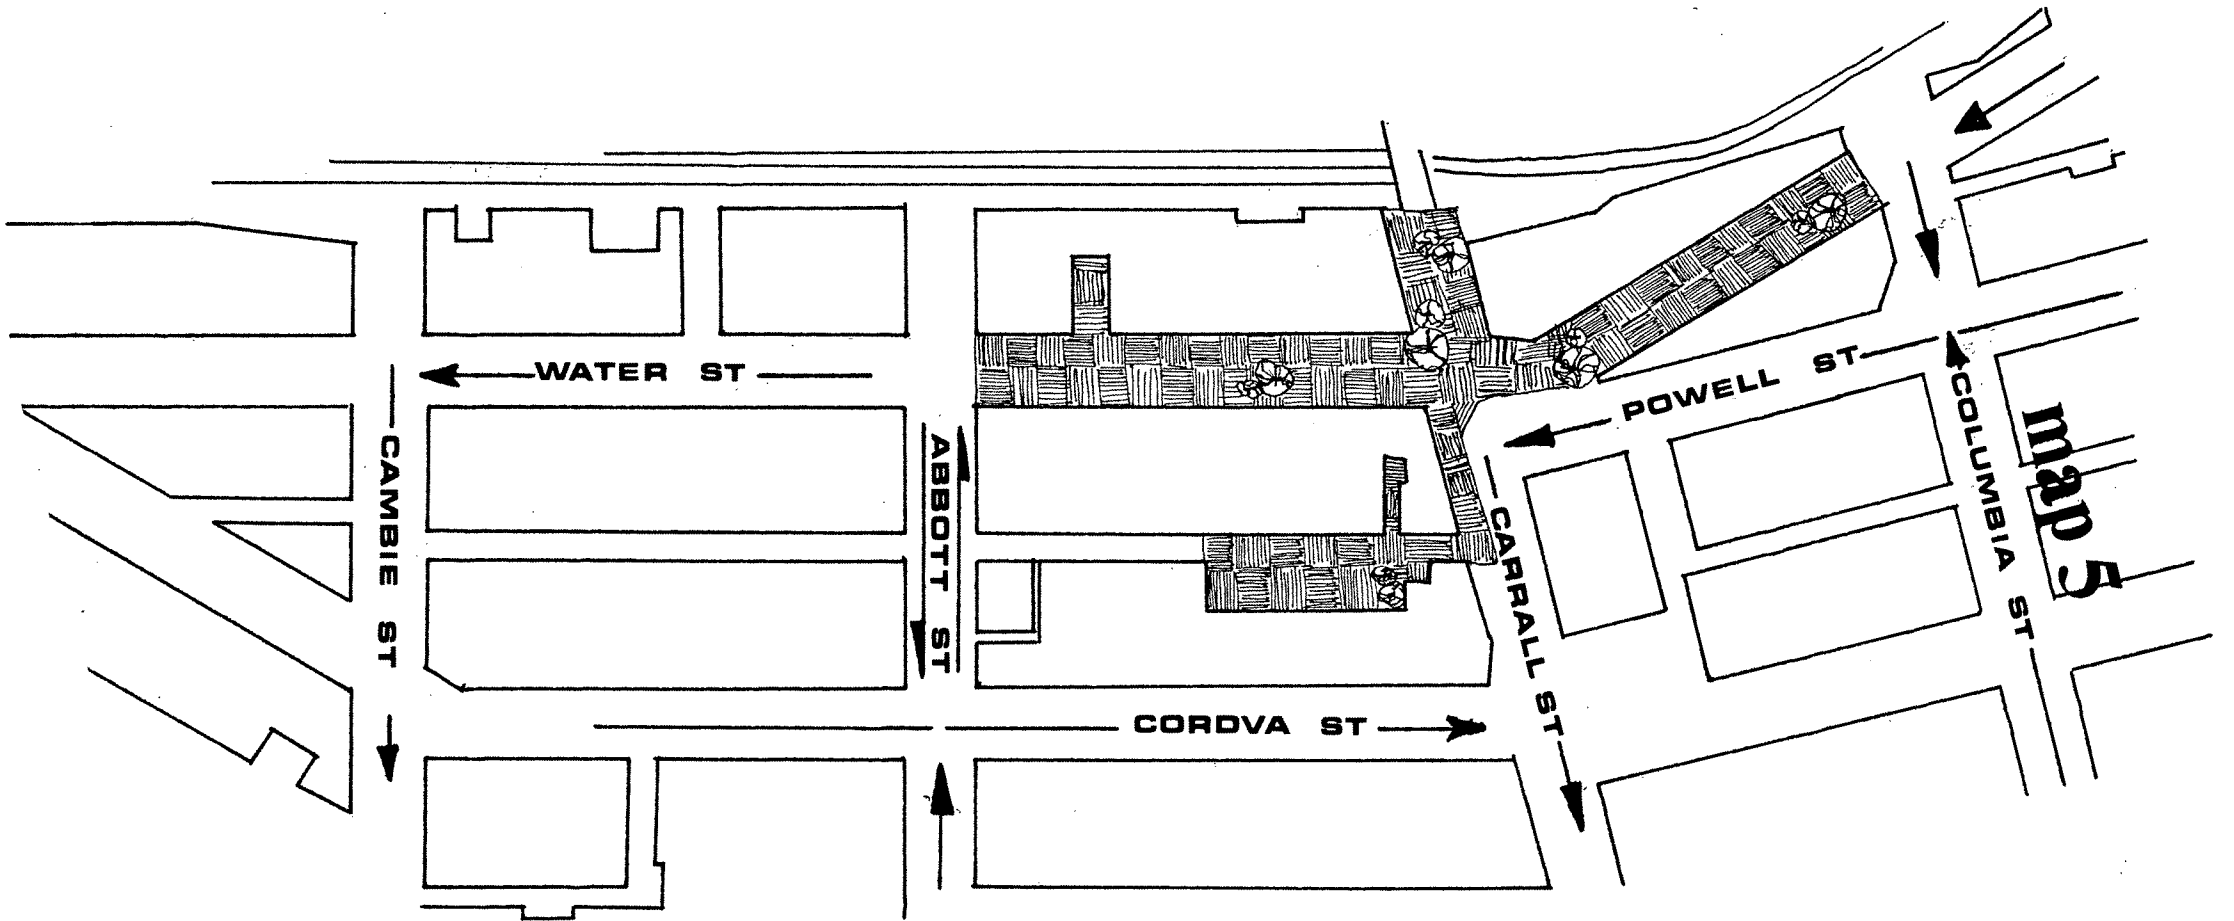 WATER ST
POWELL ST
CAMBIE ST
ABBOTT ST
CARRALL ST
COLUMBIA ST
map 5
CORDVA ST